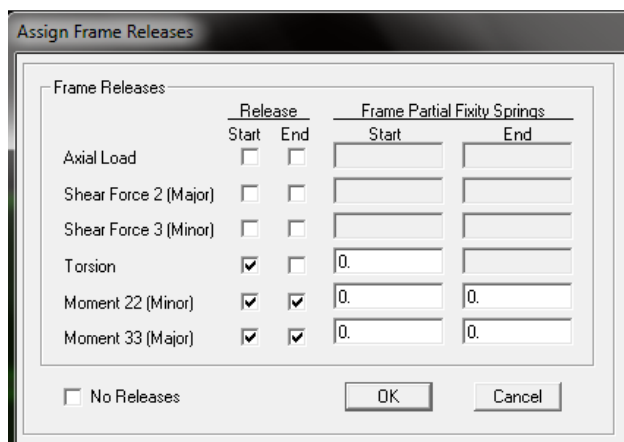 Assign Frame Releases
Frame Releases
Release Frame Partial Fixity Springs
Start End Start End
Axial Load
Shear Force 2 (Major)
Shear Force 3 (Minor)
Torsion 0.
Moment 22 (Minor) 0. 0.
Moment 33 (Major) 0. 0.
No Releases OK Cancel